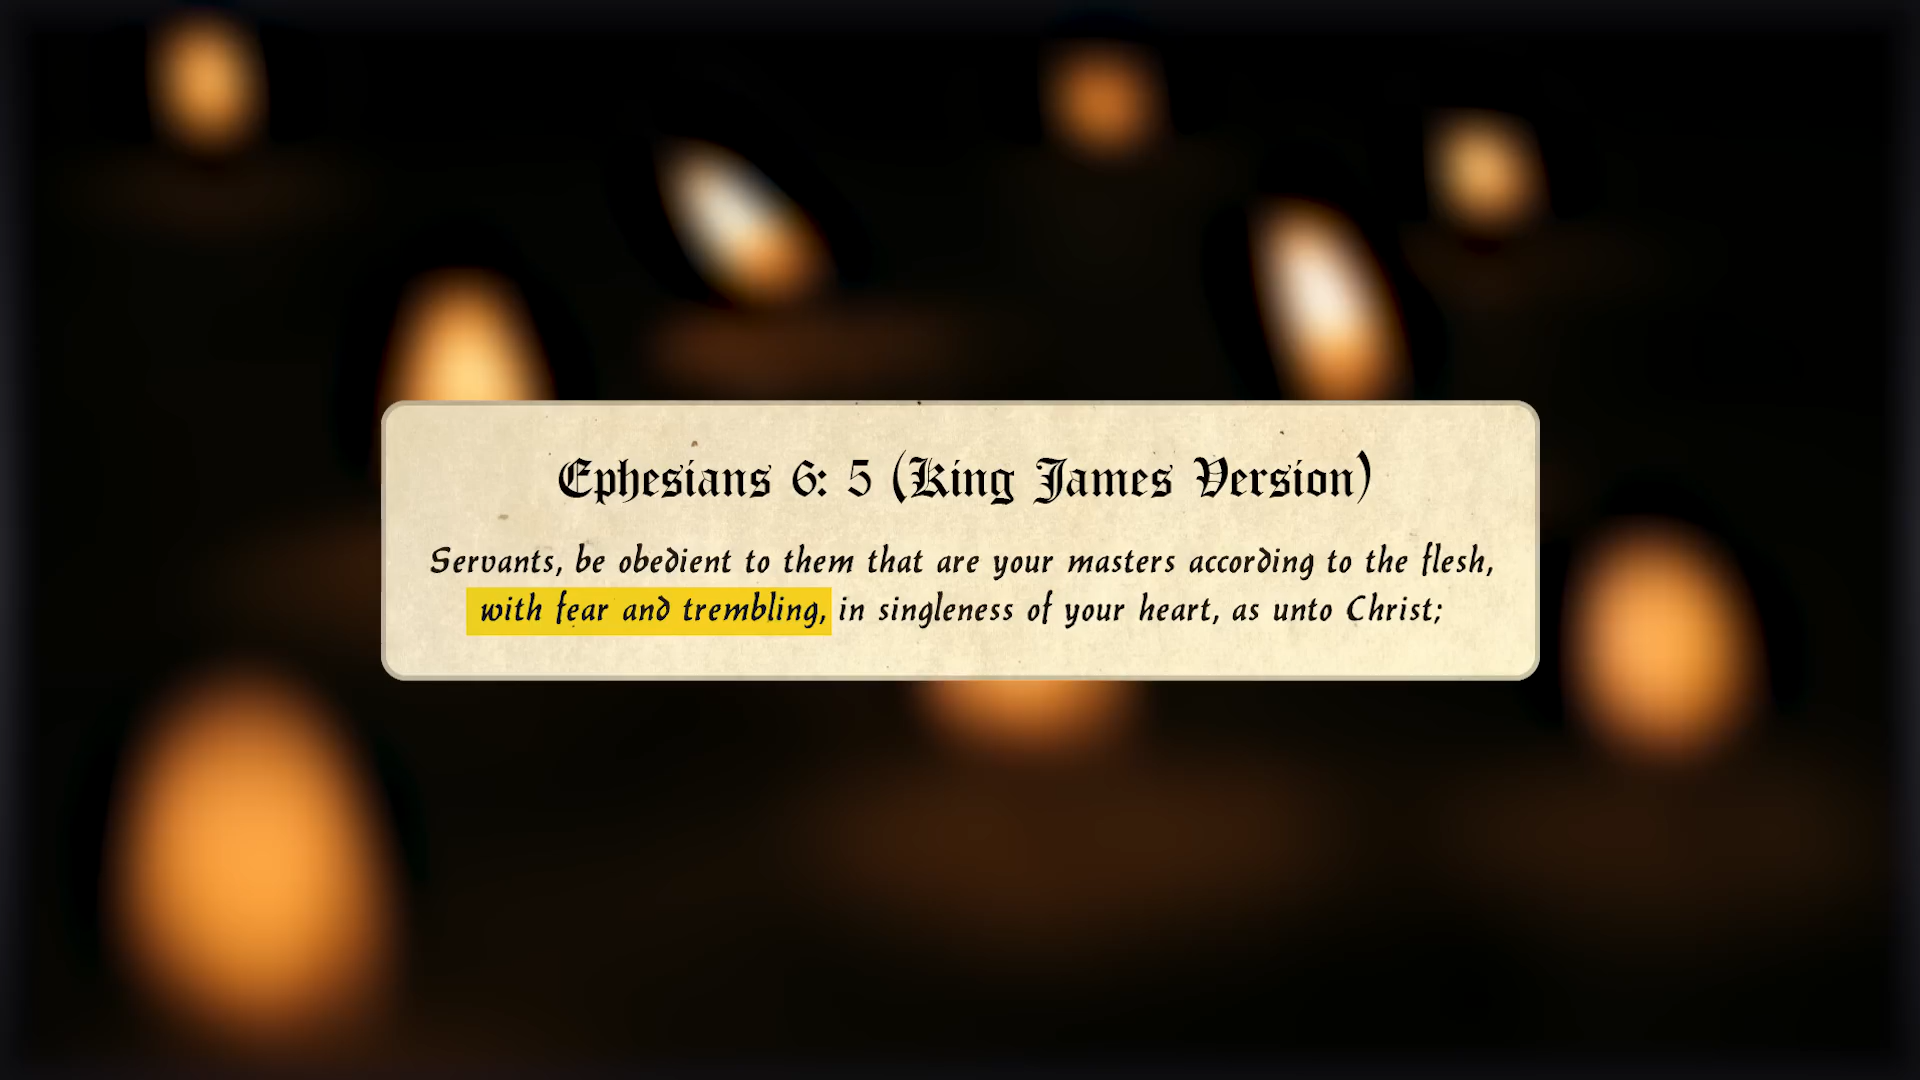 Ephesians 6: 5 (King James Version)
Servants, be obedient to them that are your masters according to the flesh,
with fear and trembling, in singleness of your heart, as unto Christ;